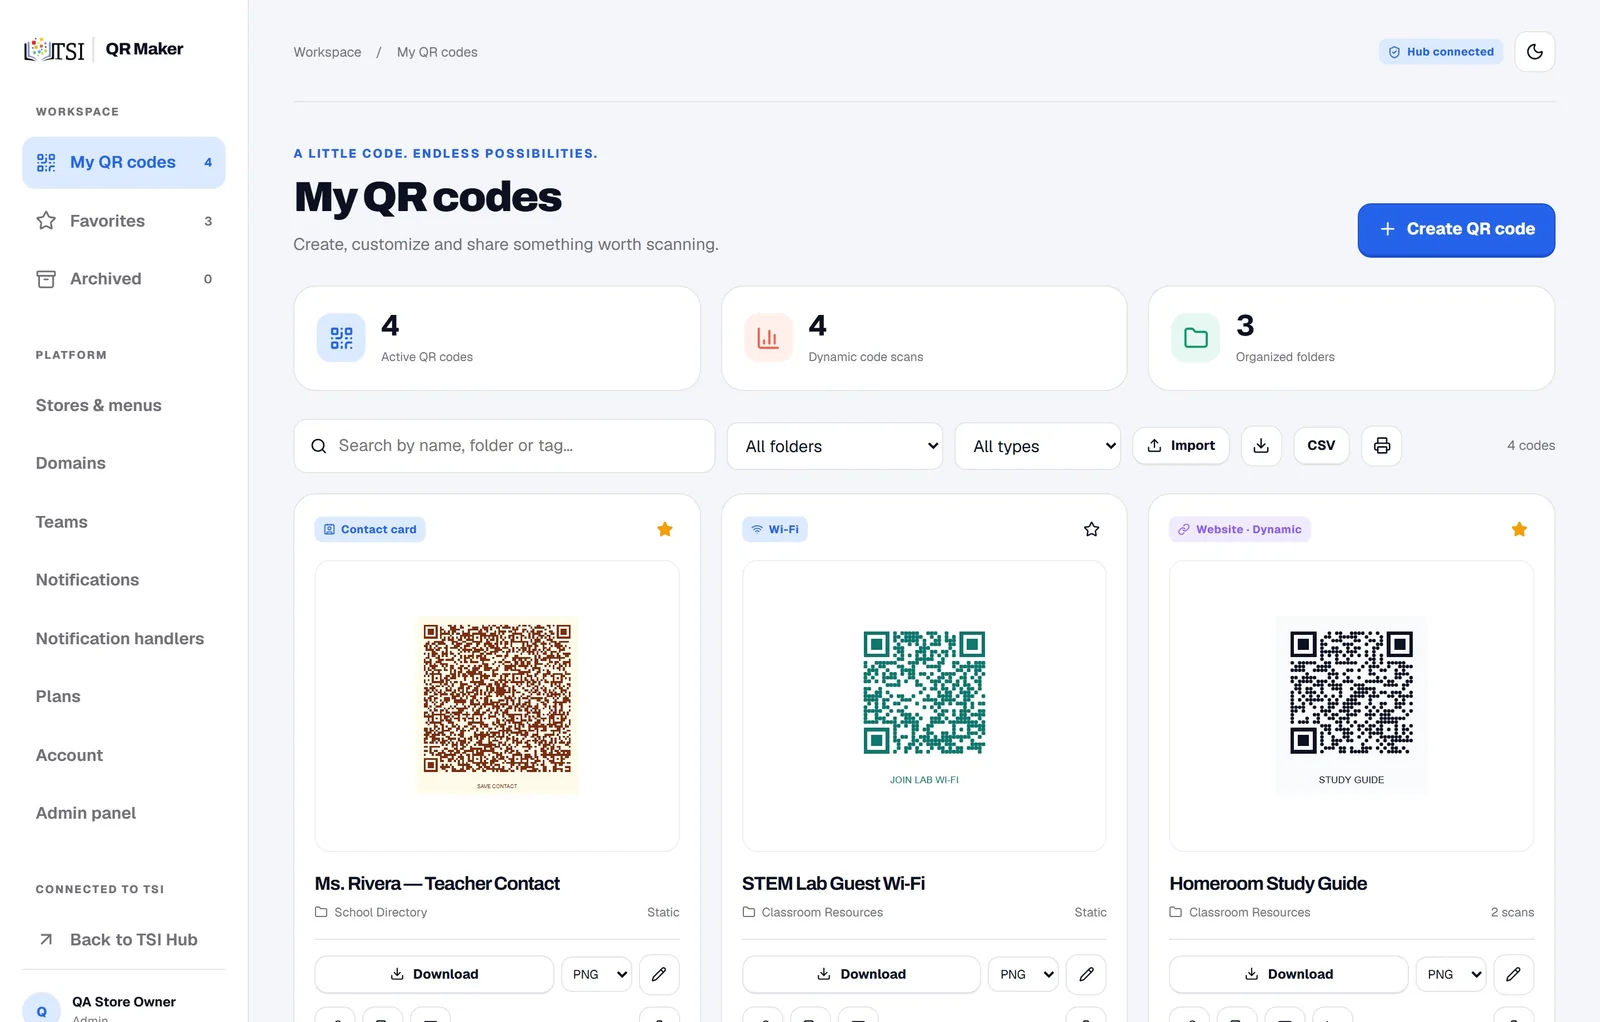 TSI
QR Maker
WORKSPACE
My QR codes 4
Favorites 3
Archived 0
PLATFORM
Stores & menus
Domains
Teams
Notifications
Notification handlers
Plans
Account
Admin panel
CONNECTED TO TSI
Back to TSI Hub
Q
QA Store Owner
Admin
Workspace / My QR codes
Hub connected
A LITTLE CODE. ENDLESS POSSIBILITIES.
My QR codes
Create, customize and share something worth scanning.
Create QR code
4
Active QR codes
4
Dynamic code scans
3
Organized folders
Search by name, folder or tag...
All folders
All types
Import
CSV
4 codes
Contact card
SAVE CONTACT
Ms. Rivera — Teacher Contact
School Directory
Static
Download
PNG
Wi-Fi
JOIN LAB WI-FI
STEM Lab Guest Wi-Fi
Classroom Resources
Static
Download
PNG
Website · Dynamic
STUDY GUIDE
Homeroom Study Guide
Classroom Resources
2 scans
Download
PNG